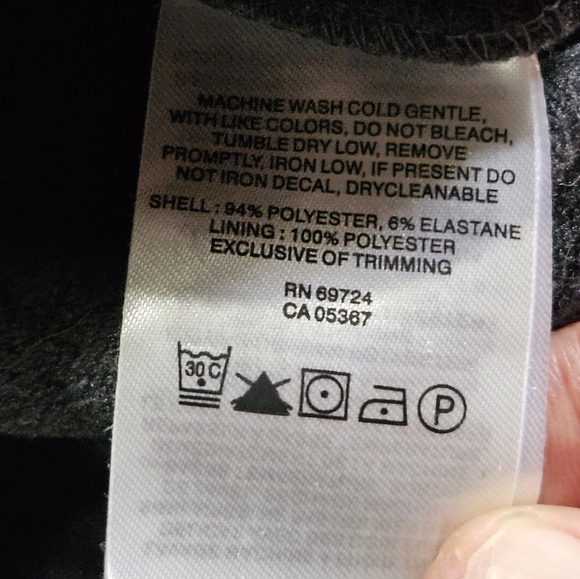 MACHINE WASH COLD GENTLE,
WITH LIKE COLORS, DO NOT BLEACH,
TUMBLE DRY LOW, REMOVE
PROMPTLY, IRON LOW, IF PRESENT DO
NOT IRON DECAL, DRYCLEANABLE
SHELL : 94% POLYESTER, 6% ELASTANE
LINING : 100% POLYESTER
EXCLUSIVE OF TRIMMING
RN 69724
CA 05367
30 C P